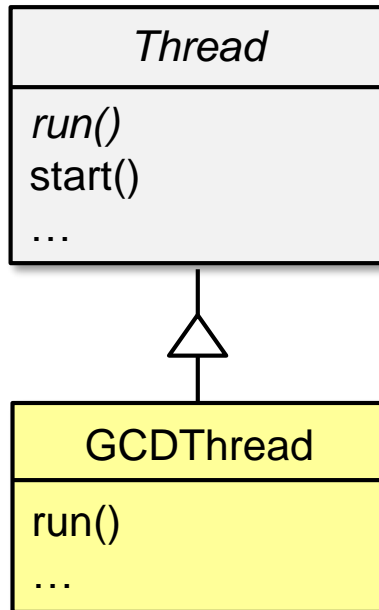 Thread
run()
start()
…
GCDThread
run()
…